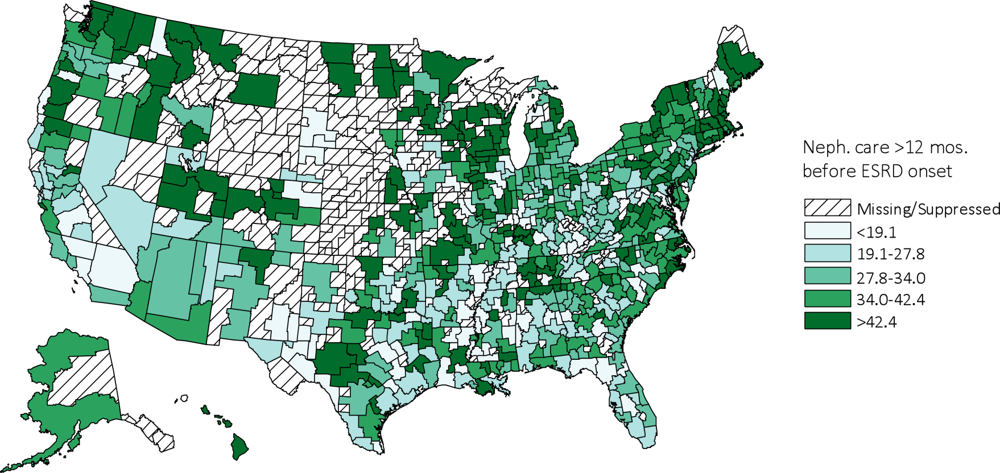 Neph. care >12 mos.
before ESRD onset
Missing/Suppressed
<19.1
19.1-27.8
27.8-34.0
34.0-42.4
>42.4